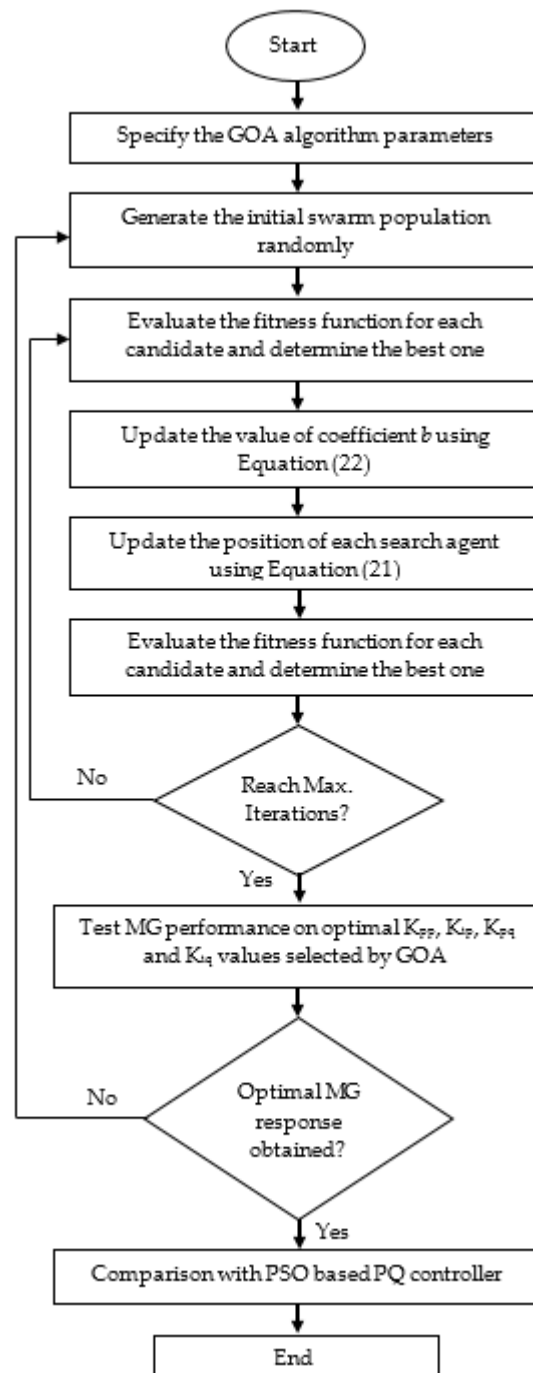 Start
Specify the GOA algorithm parameters
Generate the initial swarm population
randomly
Evaluate the fitness function for each
candidate and determine the best one
Update the value of coefficient b using
Equation (22)
Update the position of each search agent
using Equation (21)
Evaluate the fitness function for each
candidate and determine the best one
No
Reach Max.
Iterations?
Yes
Test MG performance on optimal Kpp, Kip, Kpq
and Kiq values selected by GOA
No
Optimal MG
response
obtained?
Yes
Comparison with PSO based PQ controller
End